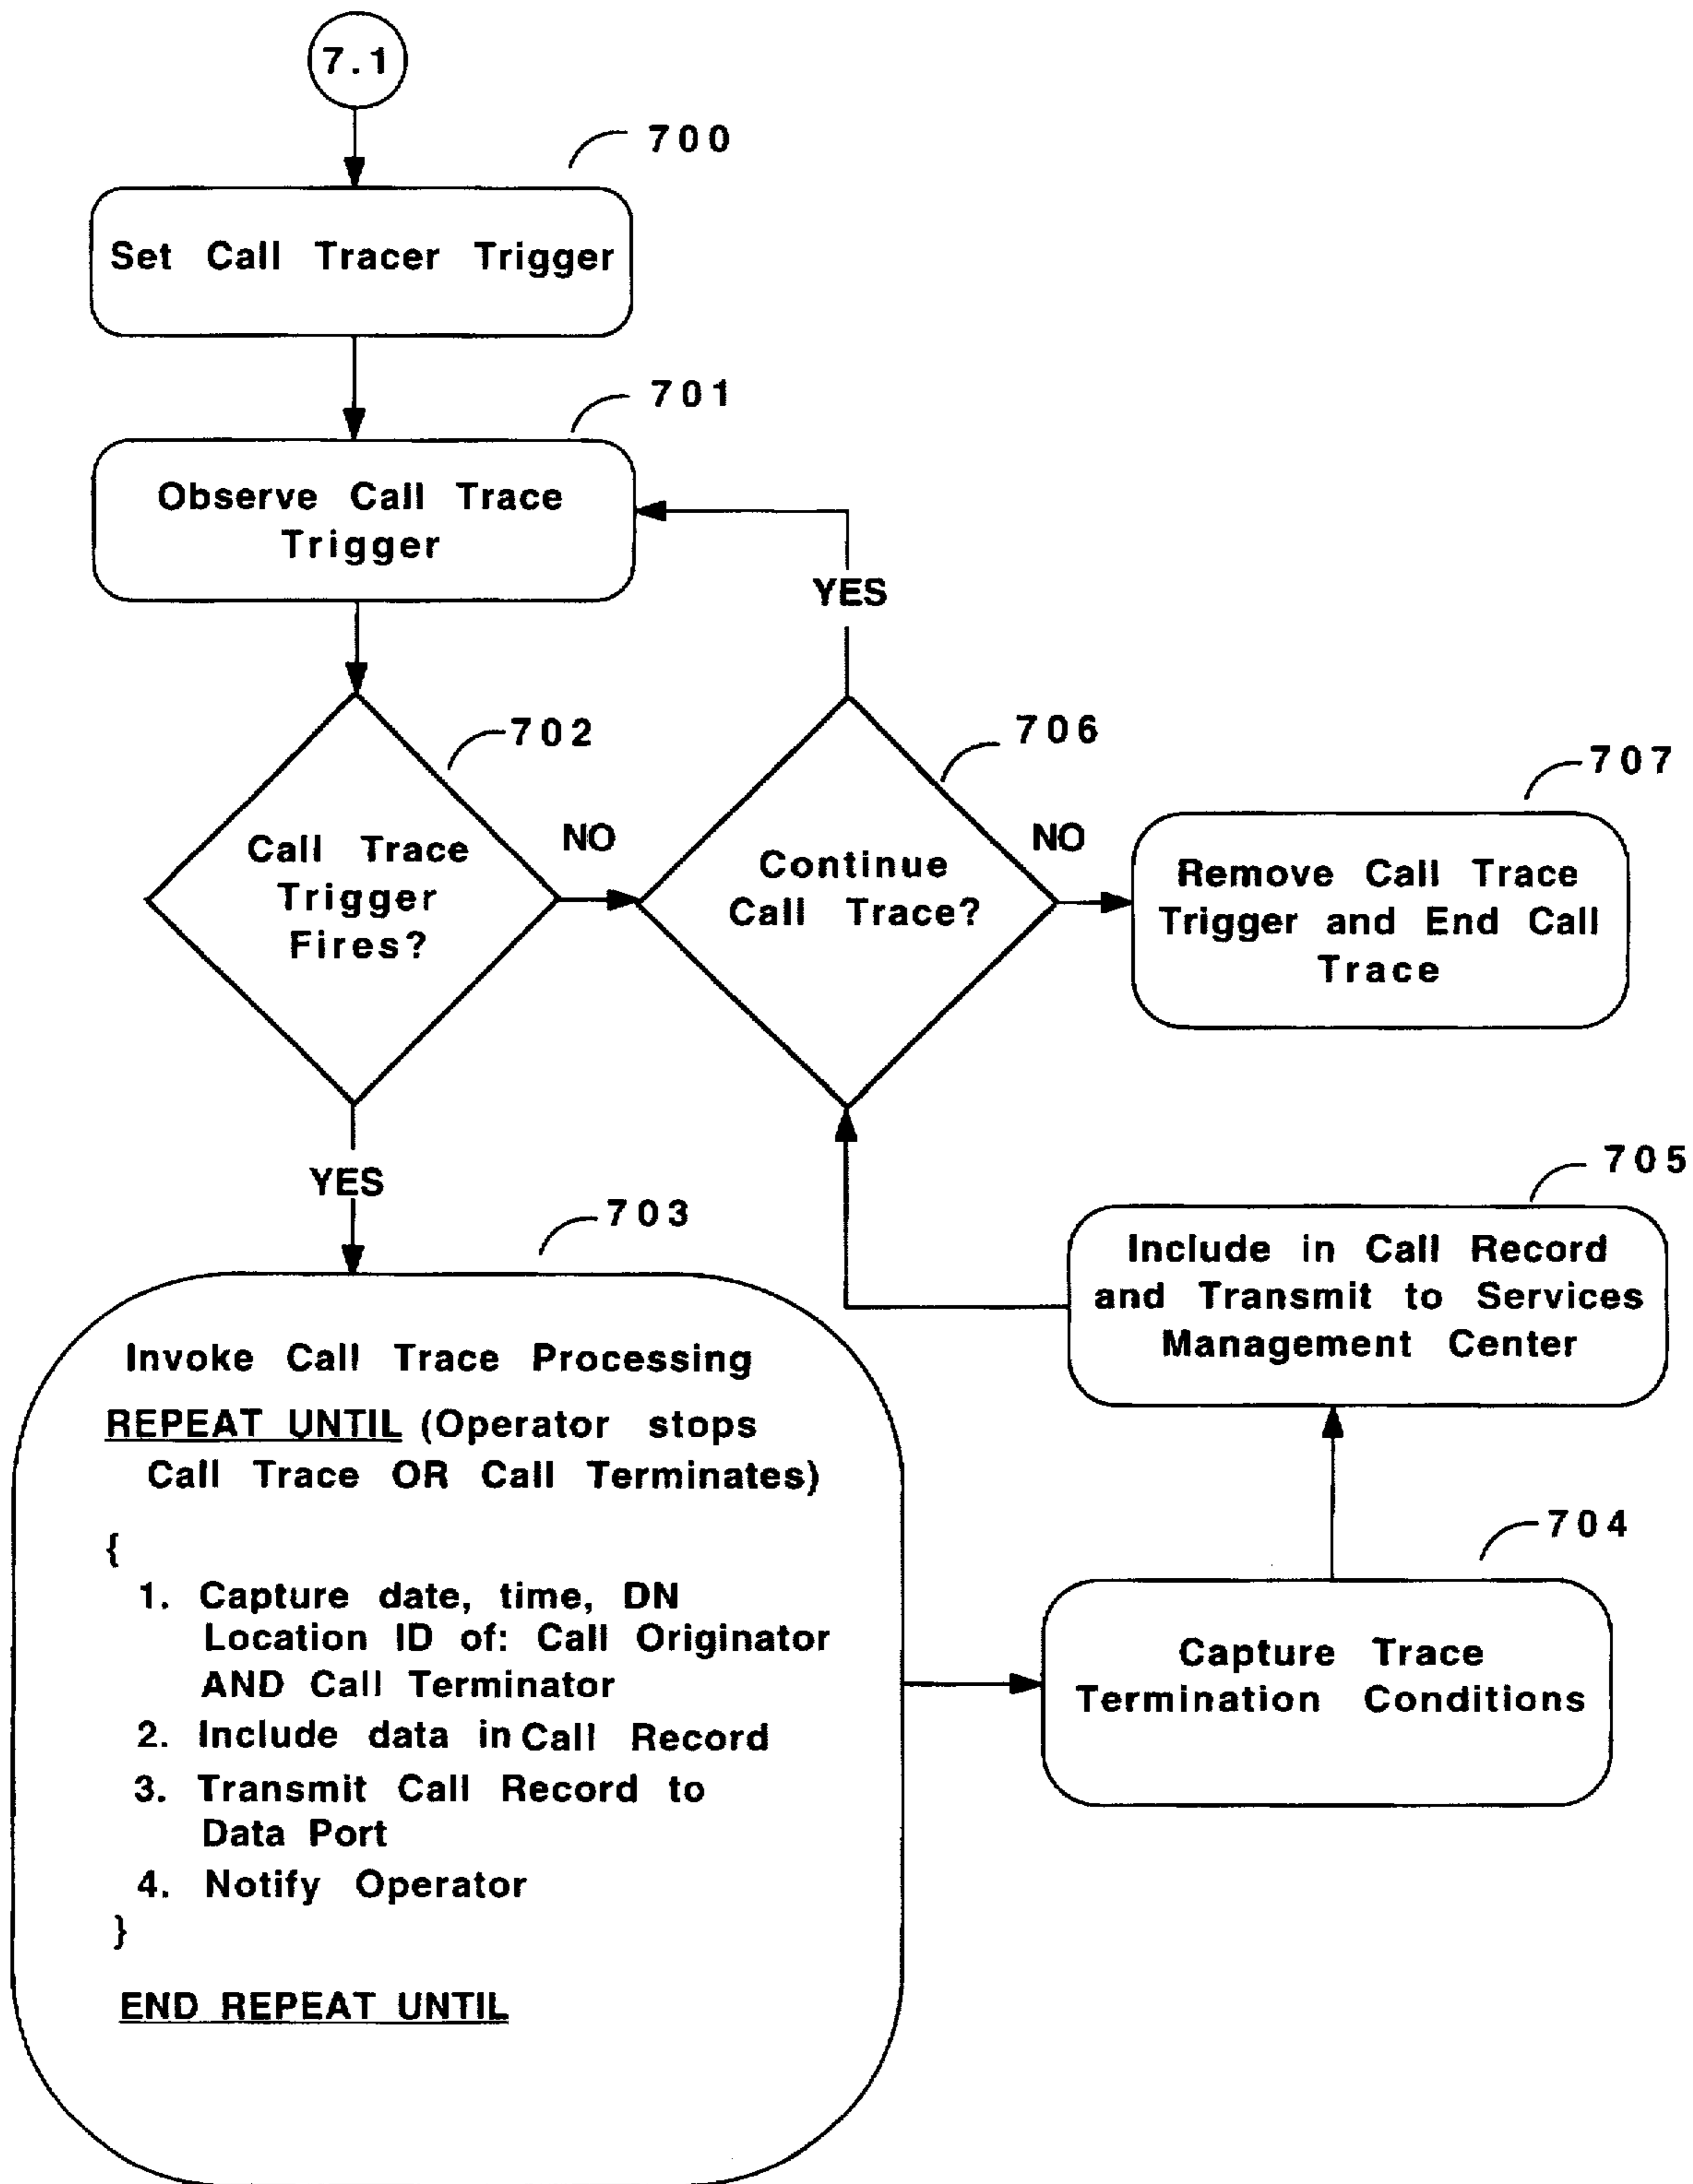 7.1
700
Set Call Tracer Trigger
701
Observe Call Trace
Trigger
YES
702
706
707
Call Trace
Trigger
Fires?
NO
Continue
Call Trace?
NO
Remove Call Trace
Trigger and End Call
Trace
YES
703
705
Include in Call Record
and Transmit to Services
Management Center
Invoke Call Trace Processing
REPEAT UNTIL (Operator stops
Call Trace OR Call Terminates)
{
1. Capture date, time, DN
Location ID of: Call Originator
AND Call Terminator
2. Include data in Call Record
3. Transmit Call Record to
Data Port
4. Notify Operator
}
END REPEAT UNTIL
704
Capture Trace
Termination Conditions